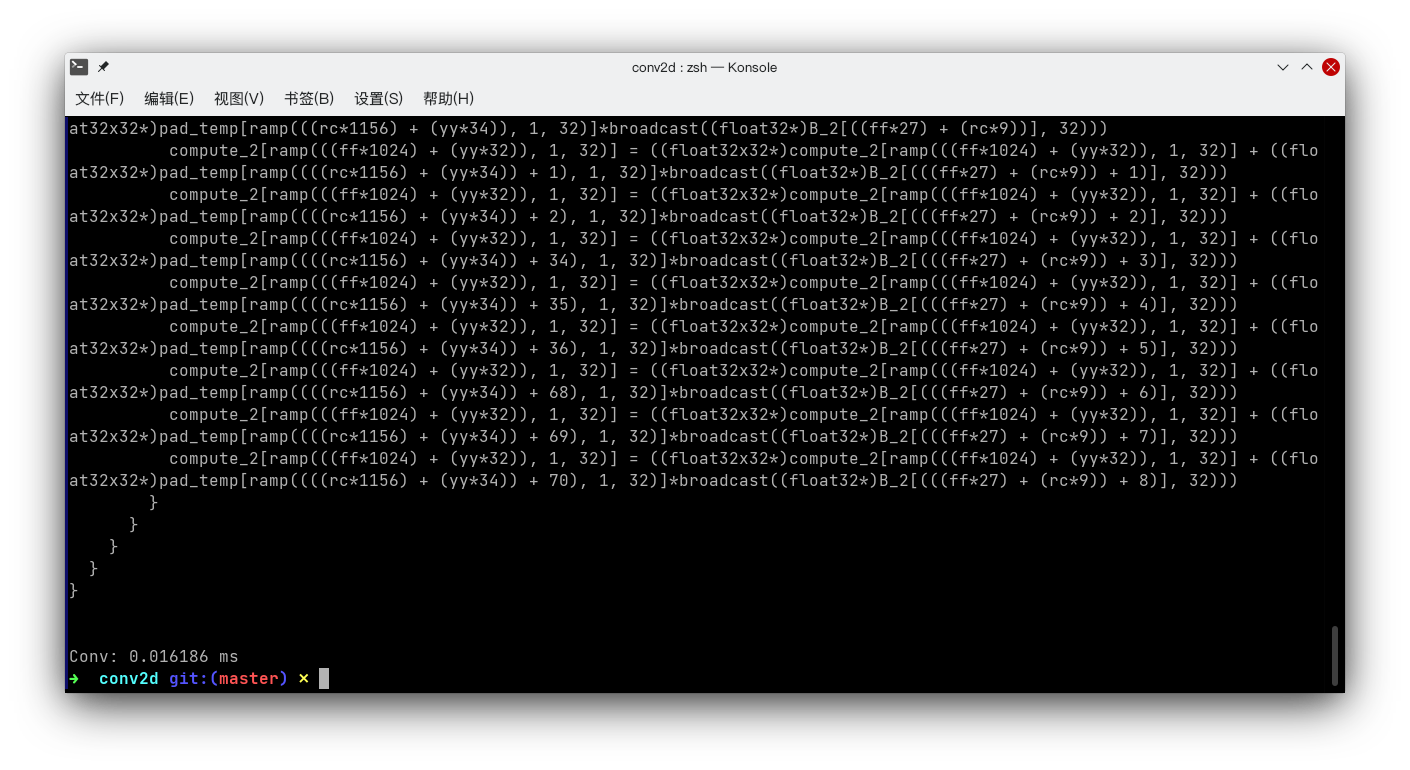 conv2d : zsh — Konsole
文件(F) 编辑(E) 视图(V) 书签(B) 设置(S) 帮助(H)
at32x32*)pad_temp[ramp(((rc*1156) + (yy*34)), 1, 32)]*broadcast((float32*)B_2[((ff*27) + (rc*9))], 32)))
          compute_2[ramp(((ff*1024) + (yy*32)), 1, 32)] = ((float32x32*)compute_2[ramp(((ff*1024) + (yy*32)), 1, 32)] + ((flo
at32x32*)pad_temp[ramp((((rc*1156) + (yy*34)) + 1), 1, 32)]*broadcast((float32*)B_2[(((ff*27) + (rc*9)) + 1)], 32)))
          compute_2[ramp(((ff*1024) + (yy*32)), 1, 32)] = ((float32x32*)compute_2[ramp(((ff*1024) + (yy*32)), 1, 32)] + ((flo
at32x32*)pad_temp[ramp((((rc*1156) + (yy*34)) + 2), 1, 32)]*broadcast((float32*)B_2[(((ff*27) + (rc*9)) + 2)], 32)))
          compute_2[ramp(((ff*1024) + (yy*32)), 1, 32)] = ((float32x32*)compute_2[ramp(((ff*1024) + (yy*32)), 1, 32)] + ((flo
at32x32*)pad_temp[ramp((((rc*1156) + (yy*34)) + 34), 1, 32)]*broadcast((float32*)B_2[(((ff*27) + (rc*9)) + 3)], 32)))
          compute_2[ramp(((ff*1024) + (yy*32)), 1, 32)] = ((float32x32*)compute_2[ramp(((ff*1024) + (yy*32)), 1, 32)] + ((flo
at32x32*)pad_temp[ramp((((rc*1156) + (yy*34)) + 35), 1, 32)]*broadcast((float32*)B_2[(((ff*27) + (rc*9)) + 4)], 32)))
          compute_2[ramp(((ff*1024) + (yy*32)), 1, 32)] = ((float32x32*)compute_2[ramp(((ff*1024) + (yy*32)), 1, 32)] + ((flo
at32x32*)pad_temp[ramp((((rc*1156) + (yy*34)) + 36), 1, 32)]*broadcast((float32*)B_2[(((ff*27) + (rc*9)) + 5)], 32)))
          compute_2[ramp(((ff*1024) + (yy*32)), 1, 32)] = ((float32x32*)compute_2[ramp(((ff*1024) + (yy*32)), 1, 32)] + ((flo
at32x32*)pad_temp[ramp((((rc*1156) + (yy*34)) + 68), 1, 32)]*broadcast((float32*)B_2[(((ff*27) + (rc*9)) + 6)], 32)))
          compute_2[ramp(((ff*1024) + (yy*32)), 1, 32)] = ((float32x32*)compute_2[ramp(((ff*1024) + (yy*32)), 1, 32)] + ((flo
at32x32*)pad_temp[ramp((((rc*1156) + (yy*34)) + 69), 1, 32)]*broadcast((float32*)B_2[(((ff*27) + (rc*9)) + 7)], 32)))
          compute_2[ramp(((ff*1024) + (yy*32)), 1, 32)] = ((float32x32*)compute_2[ramp(((ff*1024) + (yy*32)), 1, 32)] + ((flo
at32x32*)pad_temp[ramp((((rc*1156) + (yy*34)) + 70), 1, 32)]*broadcast((float32*)B_2[(((ff*27) + (rc*9)) + 8)], 32)))
        }
      }
    }
  }
}
Conv: 0.016186 ms
➜  conv2d git:(master) ✗